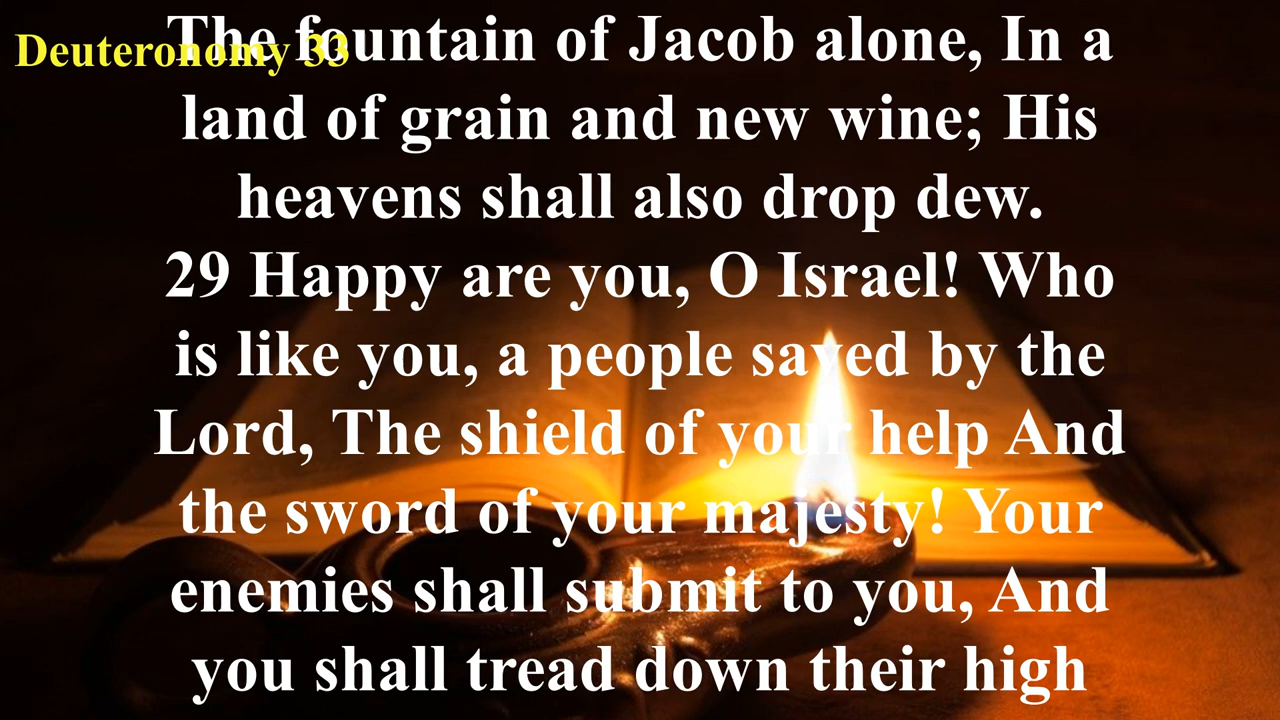 Deuteronomy 33
The fountain of Jacob alone, In a
land of grain and new wine; His
heavens shall also drop dew.
29 Happy are you, O Israel! Who
is like you, a people saved by the
Lord, The shield of your help And
the sword of your majesty! Your
enemies shall submit to you, And
you shall tread down their high